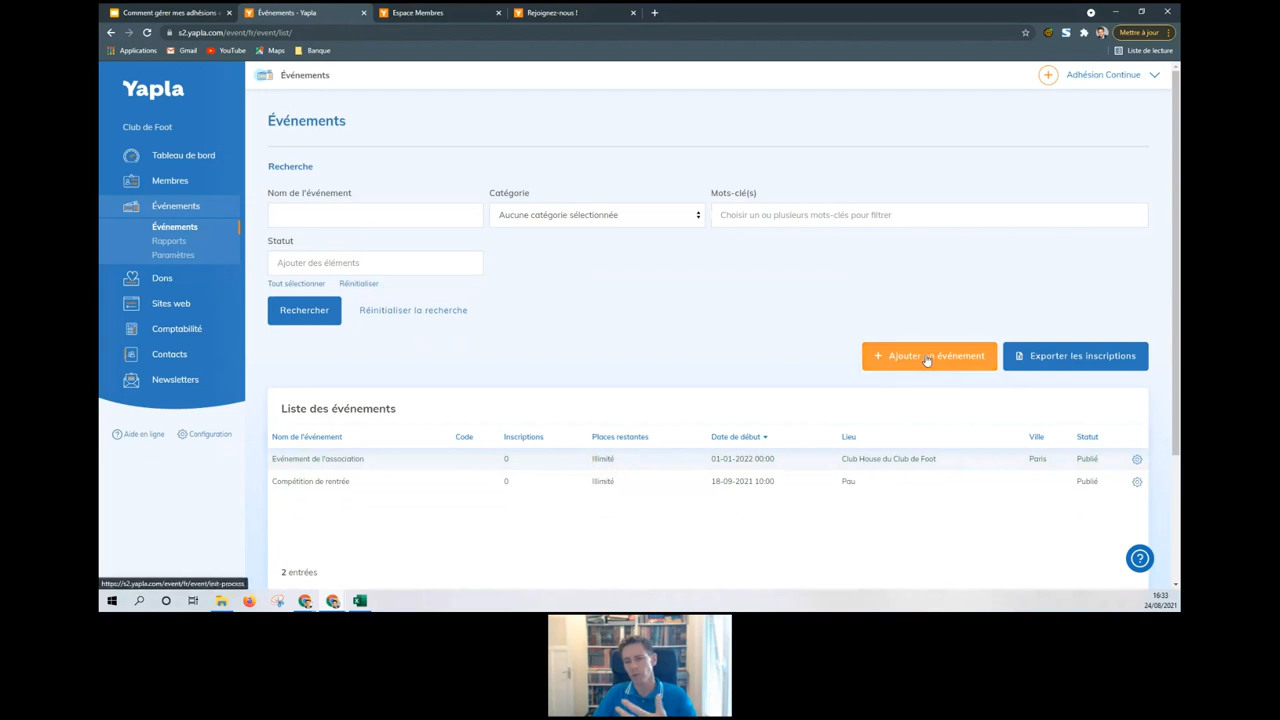 Comment gérer mes adhésions
Événements - Yapla
Espace Membres
Rejoignez-nous !
s2.yapla.com/event/fr/event/list/
Mettre à jour
Applications
Gmail
YouTube
Maps
Banque
Liste de lecture
Yapla
Club de Foot
Tableau de bord
Membres
Événements
Événements
Rapports
Paramètres
Dons
Sites web
Comptabilité
Contacts
Newsletters
Aide en ligne
Configuration
Événements
Adhésion Continue
Événements
Recherche
Nom de l'événement
Catégorie
Mots-clé(s)
Aucune catégorie sélectionnée
Choisir un ou plusieurs mots-clés pour filtrer
Statut
Ajouter des éléments
Tout sélectionner
Réinitialiser
Rechercher
Réinitialiser la recherche
+ Ajouter un événement
Exporter les inscriptions
Liste des événements
Nom de l'événement Code Inscriptions Places restantes Date de début Lieu Ville Statut
Evénement de l'association 0 Illimité 01-01-2022 00:00 Club House du Club de Foot Paris Publié
Compétition de rentrée 0 Illimité 18-09-2021 10:00 Pau Publié
2 entrées
?
https://s2.yapla.com/event/fr/event/init-process
16:33
24/08/2021